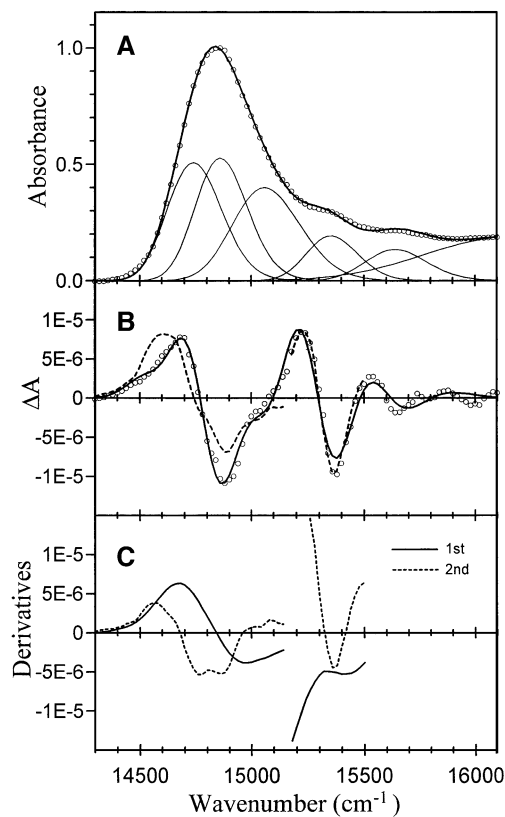 A
Absorbance
1.0
0.5
0.0
B
ΔA
1E-5
5E-6
0
-5E-6
-1E-5
C
Derivatives
1st
2nd
1E-5
5E-6
0
-5E-6
-1E-5
14500 15000 15500 16000
Wavenumber (cm-1 )